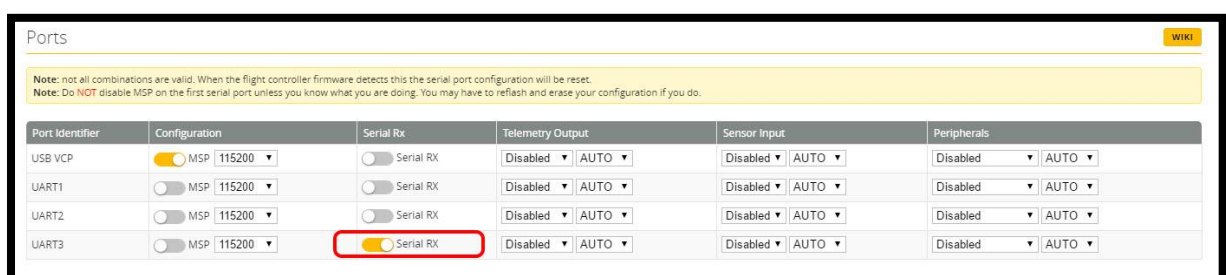 Ports
WIKI
Note: not all combinations are valid. When the flight controller firmware detects this the serial port configuration will be reset.
Note: Do NOT disable MSP on the first serial port unless you know what you are doing. You may have to reflash and erase your configuration if you do.
Port Identifier Configuration Serial Rx Telemetry Output Sensor Input Peripherals
USB VCP MSP 115200 Serial RX Disabled AUTO Disabled AUTO Disabled AUTO
UART1 MSP 115200 Serial RX Disabled AUTO Disabled AUTO Disabled AUTO
UART2 MSP 115200 Serial RX Disabled AUTO Disabled AUTO Disabled AUTO
UART3 MSP 115200 Serial RX Disabled AUTO Disabled AUTO Disabled AUTO